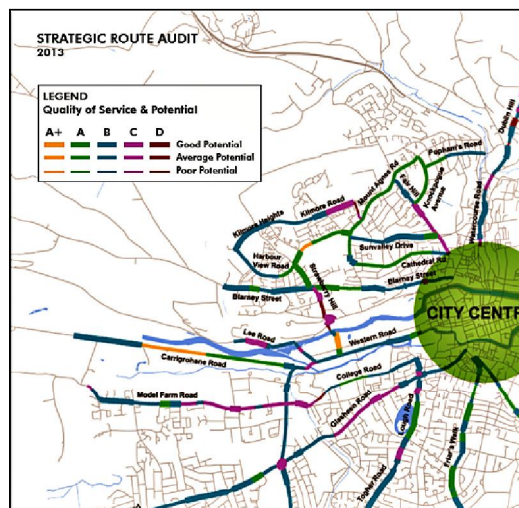 STRATEGIC ROUTE AUDIT
2013
LEGEND
Quality of Service & Potential
A+ A B C D
Good Potential
Average Potential
Poor Potential
Dublin Hill
Popham's Road
Mount Agnes Rd
Fair Hill
Knocknagree
Avenue
Watercourse Road
Kilmore Road
Kilmore Heights
Harbour
View Road
Sunvalley Drive
Cathedral Rd
Strawberry Hill
Blarney Street
Blarney Street
CITY CENTR
Lee Road
Western Road
Carrigrohane Road
College Road
Model Farm Road
Glasheen Road
Lough Road
Togher Road
Friar's Walk